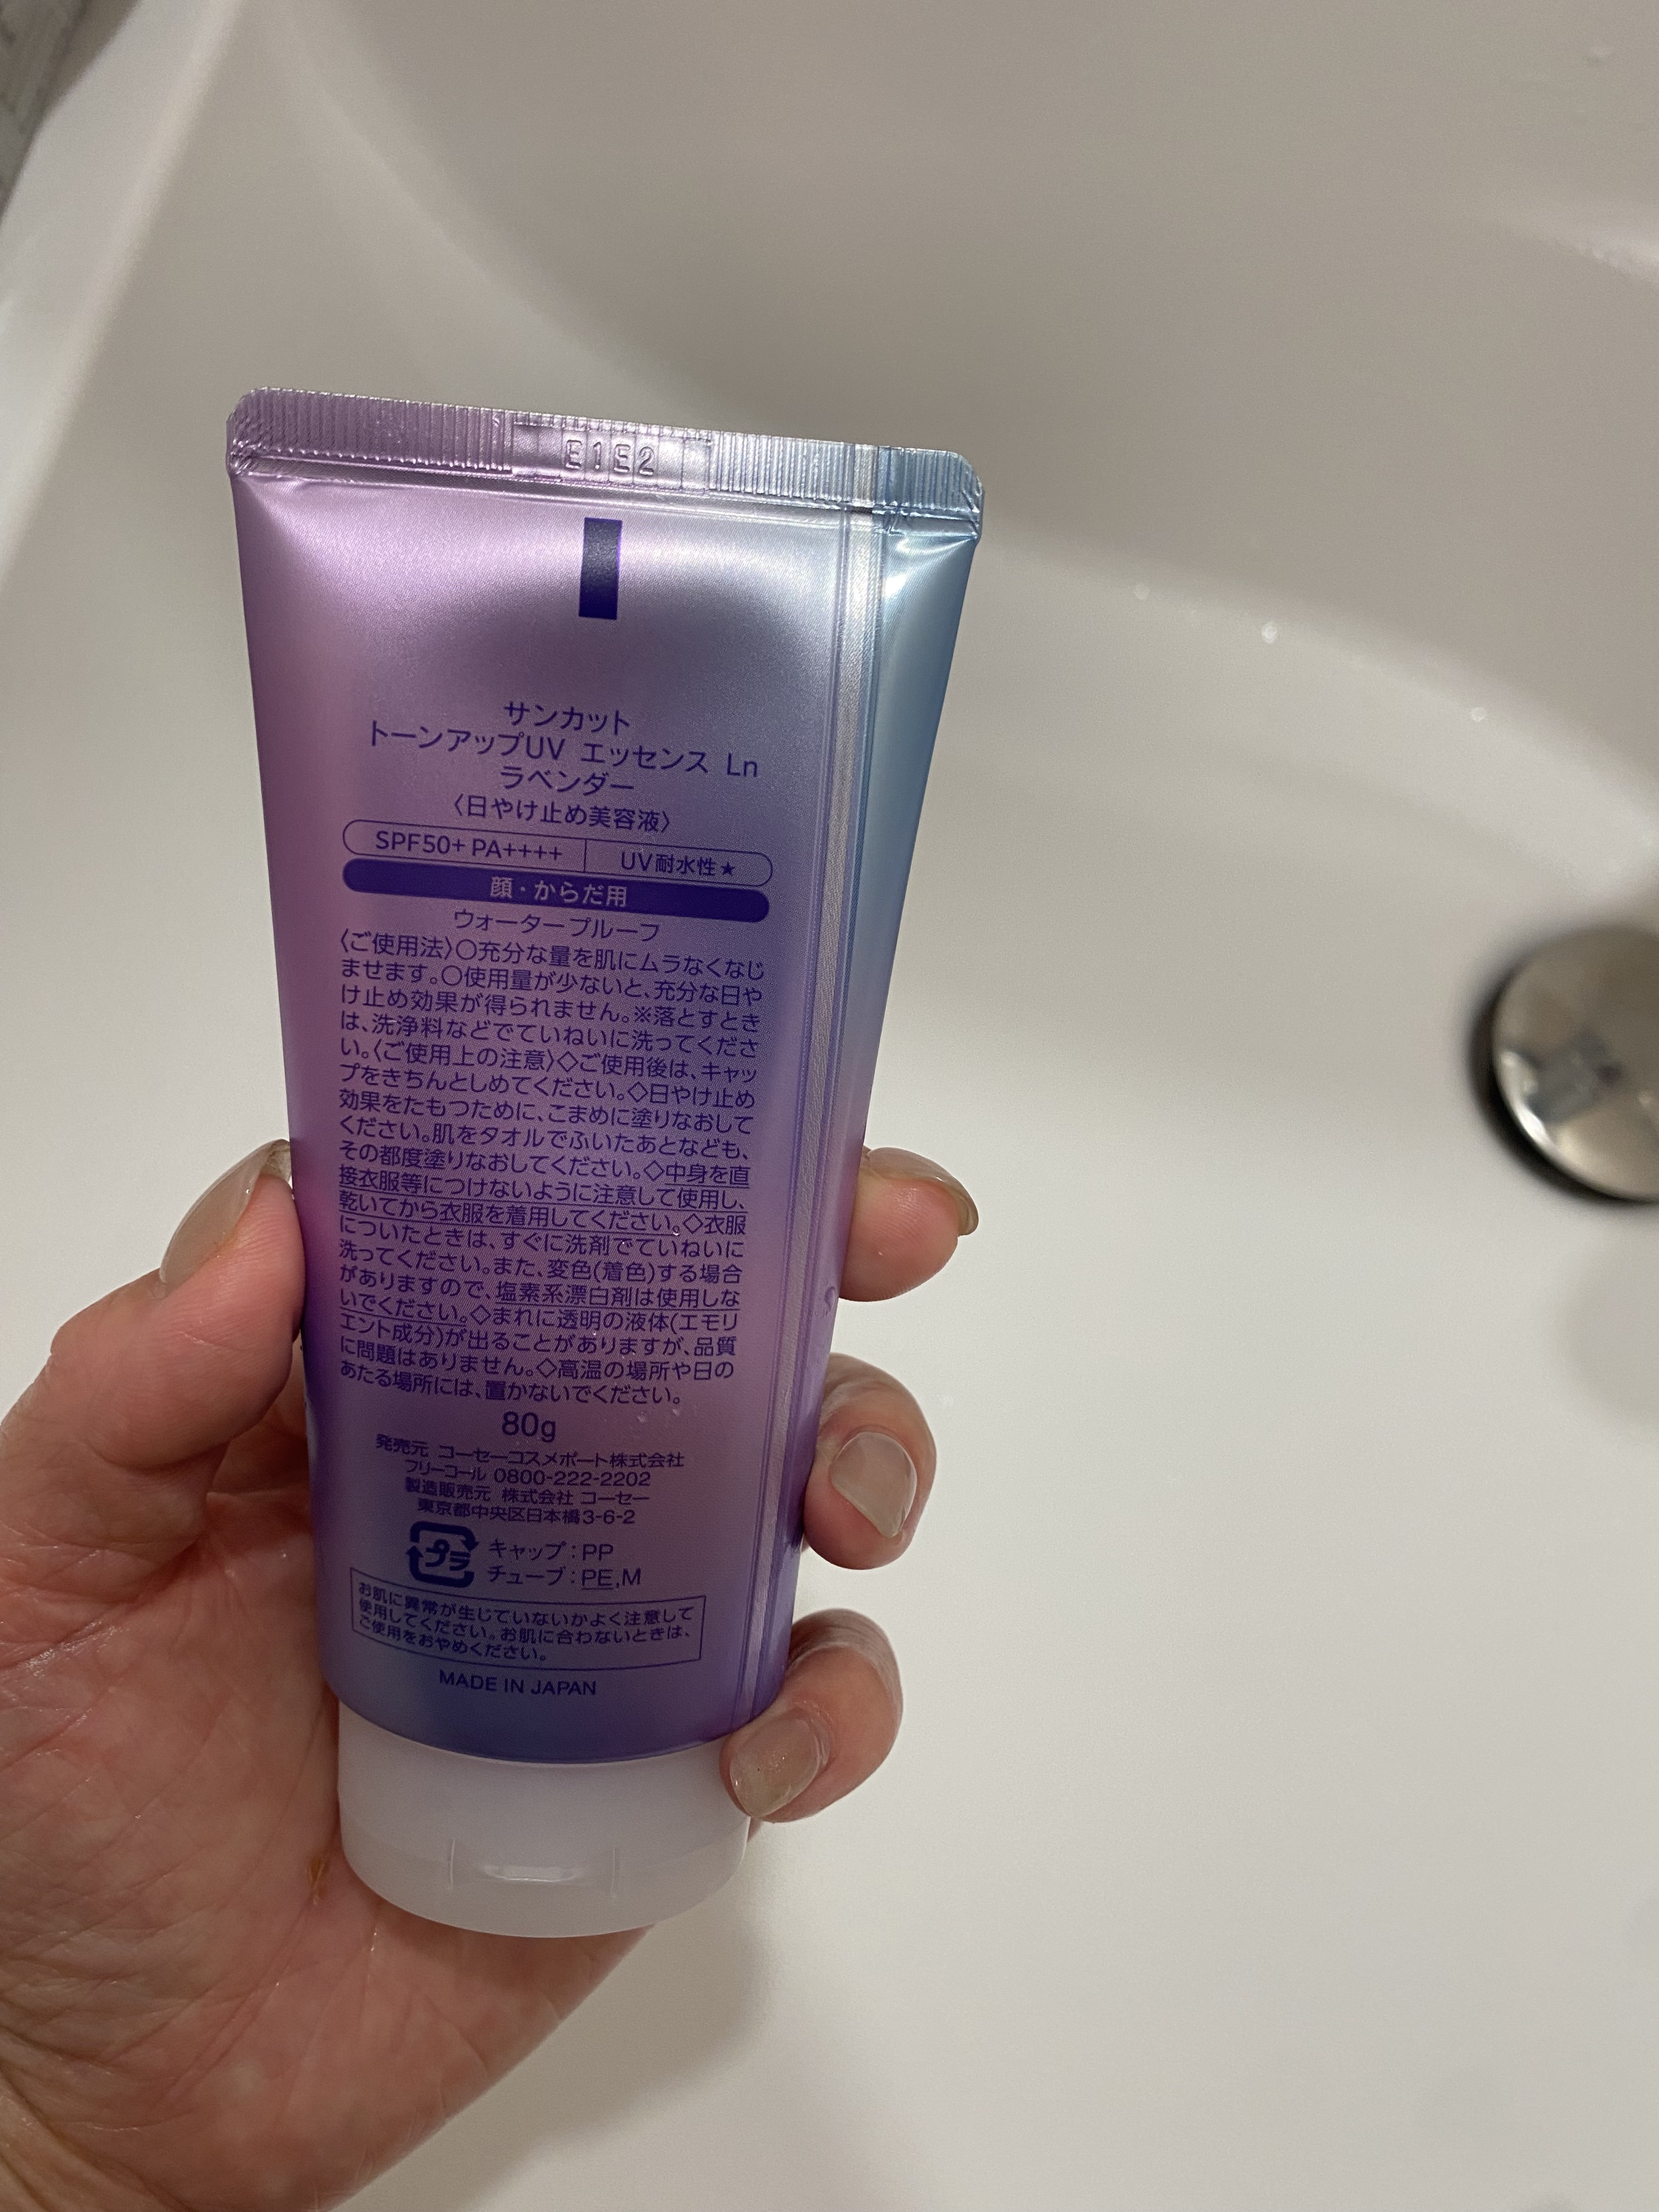 E1E2
サンカット
トーンアップUV エッセンス Ln
ラベンダー
〈日やけ止め美容液〉
SPF50+ PA++++ UV耐水性★
顔・からだ用
ウォータープルーフ
〈ご使用法〉○充分な量を肌にムラなくなじ
ませます。○使用量が少ないと、充分な日や
け止め効果が得られません。※落とすとき
は、洗浄料などでていねいに洗ってくださ
い。〈ご使用上の注意〉◇ご使用後は、キャッ
プをきちんとしめてください。◇日やけ止め
効果をたもつために、こまめに塗りなおして
ください。肌をタオルでふいたあとなども、
その都度塗りなおしてください。◇中身を直
接衣服等につけないように注意して使用し、
乾いてから衣服を着用してください。◇衣服
についたときは、すぐに洗剤でていねいに
洗ってください。また、変色(着色)する場合
がありますので、塩素系漂白剤は使用しな
いでください。◇まれに透明の液体(エモリ
エント成分)が出ることがありますが、品質
に問題はありません。◇高温の場所や日の
あたる場所には、置かないでください。
80g
発売元 コーセーコスメポート株式会社
フリーコール 0800-222-2202
製造販売元 株式会社 コーセー
東京都中央区日本橋3-6-2
プラ
キャップ：PP
チューブ：PE,M
お肌に異常が生じていないかよく注意して
使用してください。お肌に合わないときは、
ご使用をおやめください。
MADE IN JAPAN